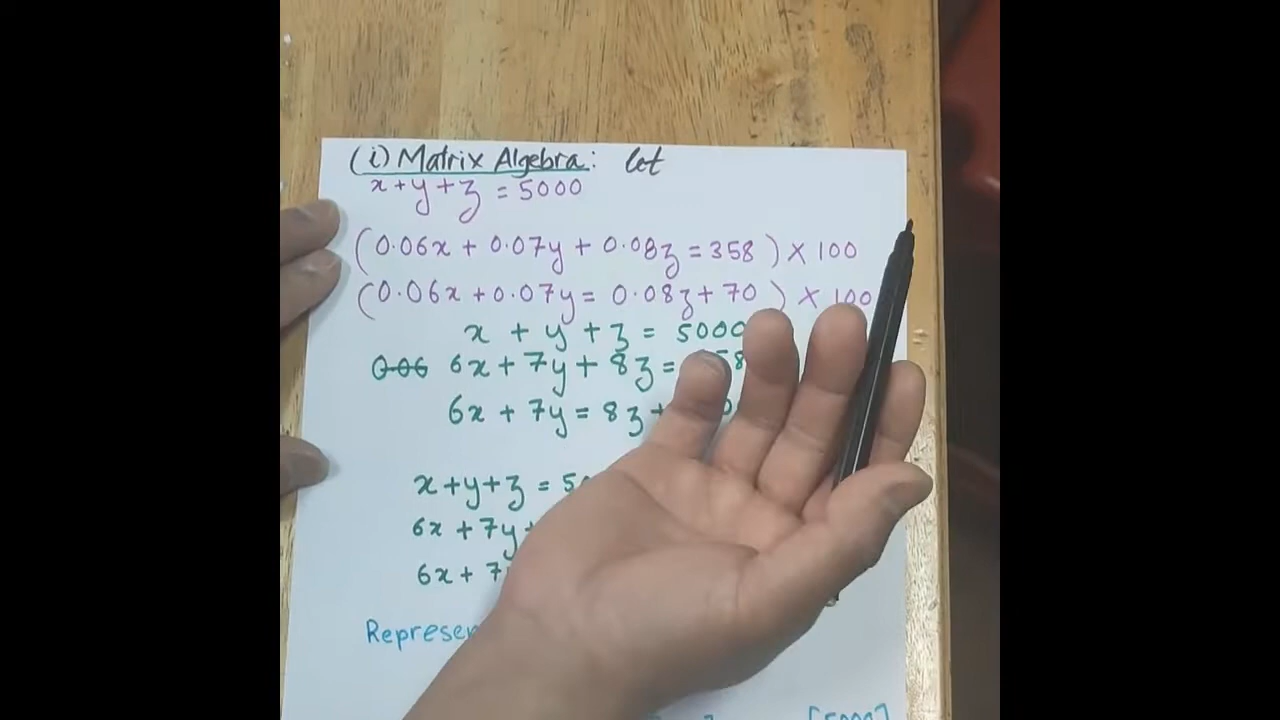 (i) Matrix Algebra: let
x+y+z = 5000
(0.06x + 0.07y + 0.08z = 358) × 100
(0.06x + 0.07y = 0.08z + 70) × 100
x + y + z = 5000
0.06 6x + 7y + 8z =
6x + 7y = 8z +
x+y+z =
6x + 7y
6x +
[5000]